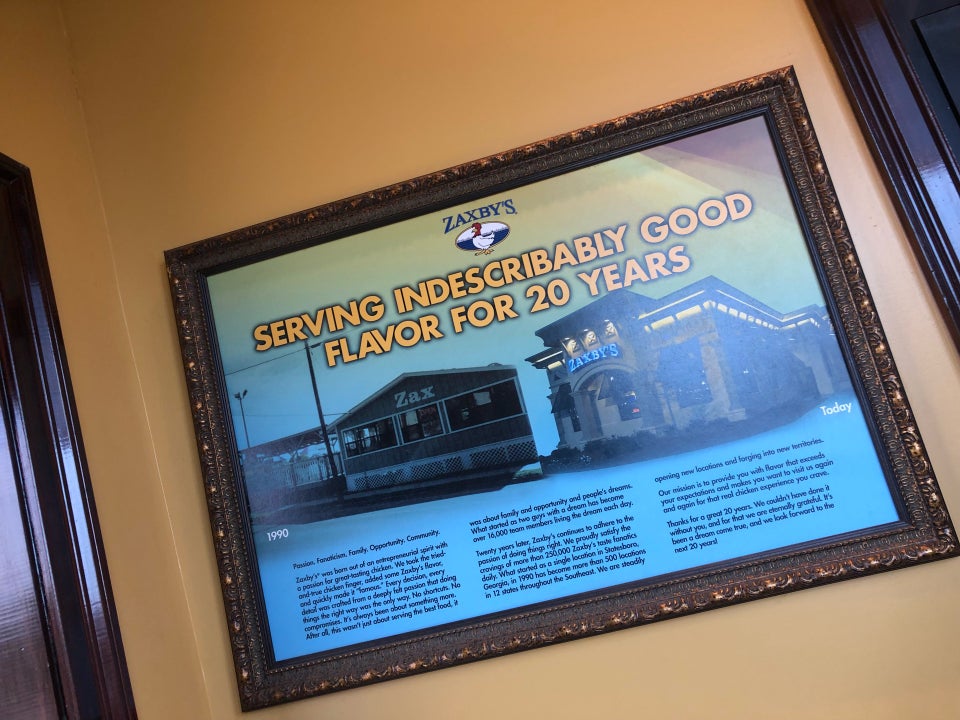 ZAXBY'S
SERVING INDESCRIBABLY GOOD
FLAVOR FOR 20 YEARS
Zax
ZAXBY'S
1990
Today
Passion. Fanaticism. Family. Opportunity. Community.
Zaxby's® was born out of an entrepreneurial spirit with
a passion for great-tasting chicken. We took the tried-
and-true chicken finger, added some Zaxby's flavor,
and quickly made it "famous." Every decision, every
detail was crafted from a deeply felt passion that doing
things the right way was the only way. No shortcuts. No
compromises. It's always been about something more.
After all, this wasn't just about serving the best food, it
was about family and opportunity and people's dreams.
What started as two guys with a dream has become
over 16,000 team members living the dream each day.
Twenty years later, Zaxby's continues to adhere to the
passion of doing things right. We proudly satisfy the
cravings of more than 250,000 Zaxby's taste fanatics
daily. What started as a single location in Statesboro,
Georgia, in 1990 has become more than 500 locations
in 12 states throughout the Southeast. We are steadily
opening new locations and forging into new territories.
Our mission is to provide you with flavor that exceeds
your expectations and makes you want to visit us again
and again for that real chicken experience you crave.
Thanks for a great 20 years. We couldn't have done it
without you, and for that we are eternally grateful. It's
been a dream come true, and we look forward to the
next 20 years!